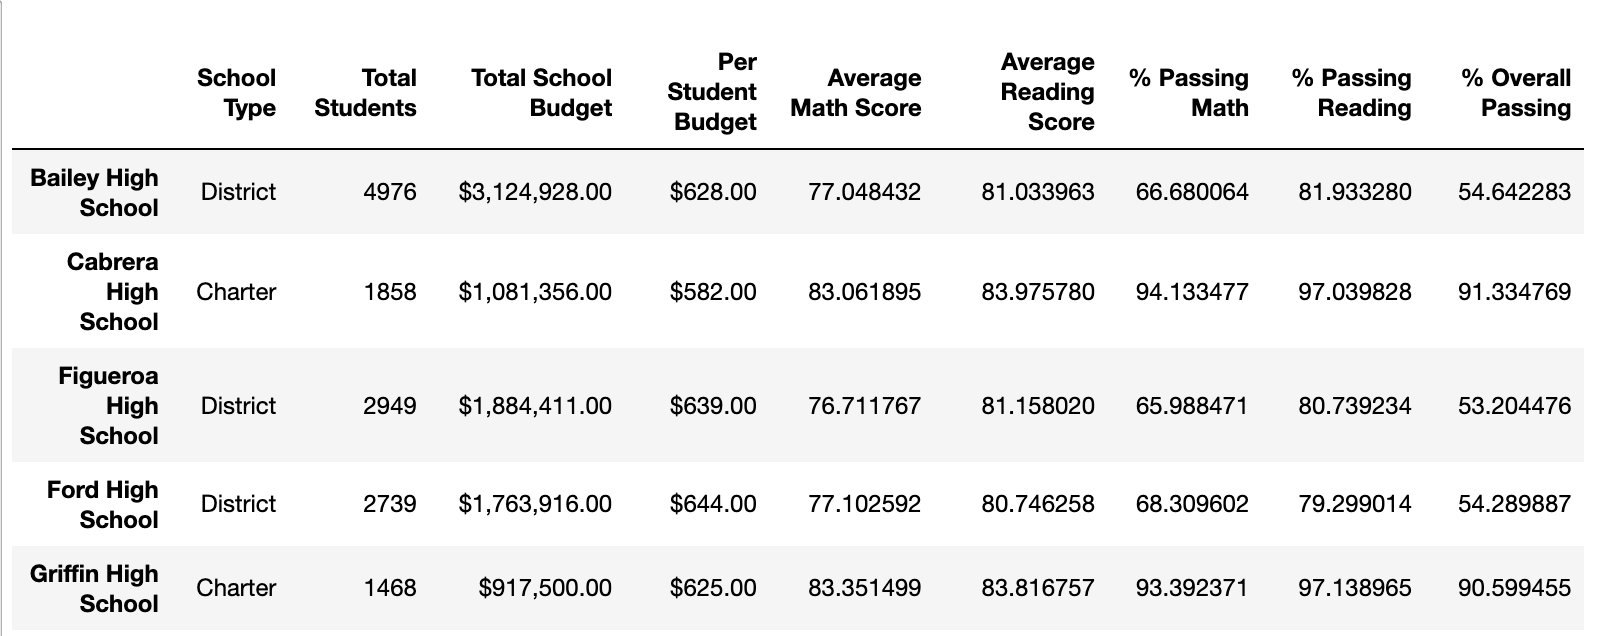 School Type Total Students Total School Budget Per Student Budget Average Math Score Average Reading Score % Passing Math % Passing Reading % Overall Passing
Bailey High School District 4976 $3,124,928.00 $628.00 77.048432 81.033963 66.680064 81.933280 54.642283
Cabrera High School Charter 1858 $1,081,356.00 $582.00 83.061895 83.975780 94.133477 97.039828 91.334769
Figueroa High School District 2949 $1,884,411.00 $639.00 76.711767 81.158020 65.988471 80.739234 53.204476
Ford High School District 2739 $1,763,916.00 $644.00 77.102592 80.746258 68.309602 79.299014 54.289887
Griffin High School Charter 1468 $917,500.00 $625.00 83.351499 83.816757 93.392371 97.138965 90.599455